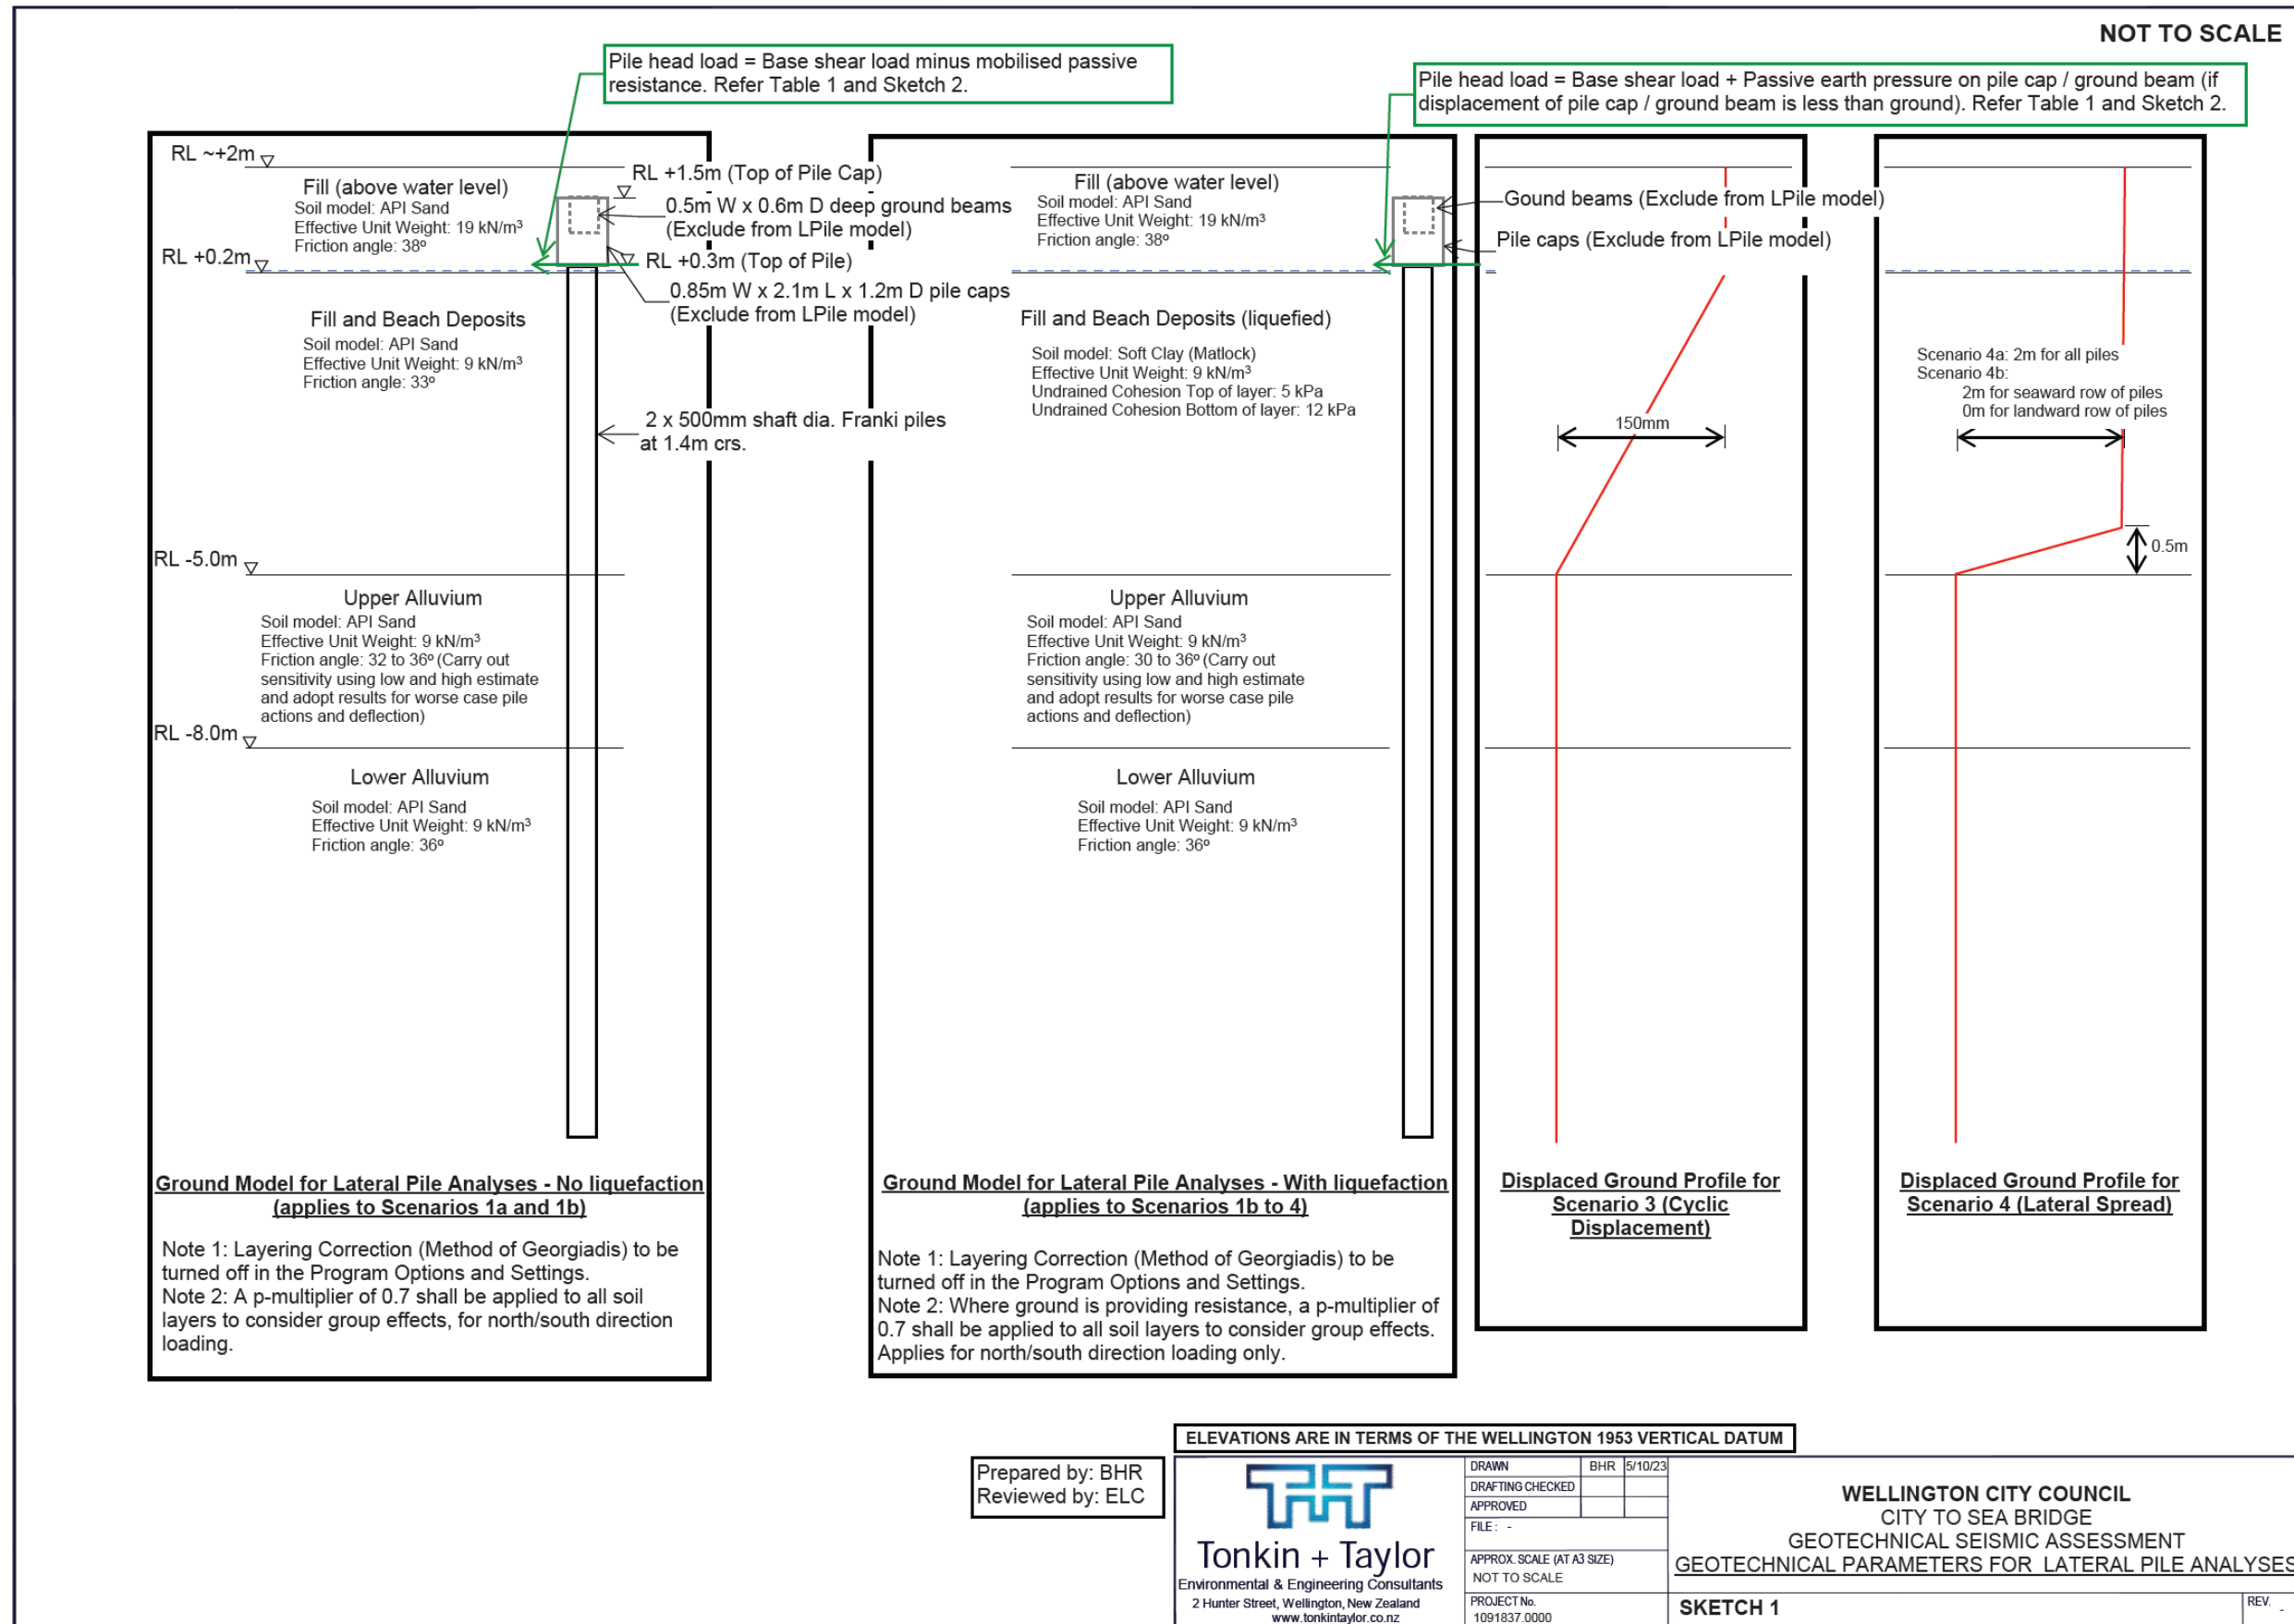 NOT TO SCALE
Pile head load = Base shear load minus mobilised passive
resistance. Refer Table 1 and Sketch 2.
Pile head load = Base shear load + Passive earth pressure on pile cap / ground beam (if
displacement of pile cap / ground beam is less than ground). Refer Table 1 and Sketch 2.
RL ~+2m
Fill (above water level)
Soil model: API Sand
Effective Unit Weight: 19 kN/m³
Friction angle: 38º
RL +0.2m
RL +1.5m (Top of Pile Cap)
0.5m W x 0.6m D deep ground beams
(Exclude from LPile model)
RL +0.3m (Top of Pile)
0.85m W x 2.1m L x 1.2m D pile caps
(Exclude from LPile model)
Fill and Beach Deposits
Soil model: API Sand
Effective Unit Weight: 9 kN/m³
Friction angle: 33º
2 x 500mm shaft dia. Franki piles
at 1.4m crs.
RL -5.0m
Upper Alluvium
Soil model: API Sand
Effective Unit Weight: 9 kN/m³
Friction angle: 32 to 36º (Carry out
sensitivity using low and high estimate
and adopt results for worse case pile
actions and deflection)
RL -8.0m
Lower Alluvium
Soil model: API Sand
Effective Unit Weight: 9 kN/m³
Friction angle: 36º
Ground Model for Lateral Pile Analyses - No liquefaction
(applies to Scenarios 1a and 1b)
Note 1: Layering Correction (Method of Georgiadis) to be
turned off in the Program Options and Settings.
Note 2: A p-multiplier of 0.7 shall be applied to all soil
layers to consider group effects, for north/south direction
loading.
Fill (above water level)
Soil model: API Sand
Effective Unit Weight: 19 kN/m³
Friction angle: 38º
Fill and Beach Deposits (liquefied)
Soil model: Soft Clay (Matlock)
Effective Unit Weight: 9 kN/m³
Undrained Cohesion Top of layer: 5 kPa
Undrained Cohesion Bottom of layer: 12 kPa
Upper Alluvium
Soil model: API Sand
Effective Unit Weight: 9 kN/m³
Friction angle: 30 to 36º (Carry out
sensitivity using low and high estimate
and adopt results for worse case pile
actions and deflection)
Lower Alluvium
Soil model: API Sand
Effective Unit Weight: 9 kN/m³
Friction angle: 36º
Ground Model for Lateral Pile Analyses - With liquefaction
(applies to Scenarios 1b to 4)
Note 1: Layering Correction (Method of Georgiadis) to be
turned off in the Program Options and Settings.
Note 2: Where ground is providing resistance, a p-multiplier of
0.7 shall be applied to all soil layers to consider group effects.
Applies for north/south direction loading only.
Gound beams (Exclude from LPile model)
Pile caps (Exclude from LPile model)
150mm
Displaced Ground Profile for
Scenario 3 (Cyclic
Displacement)
Scenario 4a: 2m for all piles
Scenario 4b:
2m for seaward row of piles
0m for landward row of piles
0.5m
Displaced Ground Profile for
Scenario 4 (Lateral Spread)
ELEVATIONS ARE IN TERMS OF THE WELLINGTON 1953 VERTICAL DATUM
Prepared by: BHR
Reviewed by: ELC
Tonkin + Taylor
Environmental & Engineering Consultants
2 Hunter Street, Wellington, New Zealand
www.tonkintaylor.co.nz
DRAWN BHR 5/10/23
DRAFTING CHECKED
APPROVED
FILE : -
APPROX. SCALE (AT A3 SIZE)
NOT TO SCALE
PROJECT No.
1091837.0000
WELLINGTON CITY COUNCIL
CITY TO SEA BRIDGE
GEOTECHNICAL SEISMIC ASSESSMENT
GEOTECHNICAL PARAMETERS FOR LATERAL PILE ANALYSES
SKETCH 1
REV. -